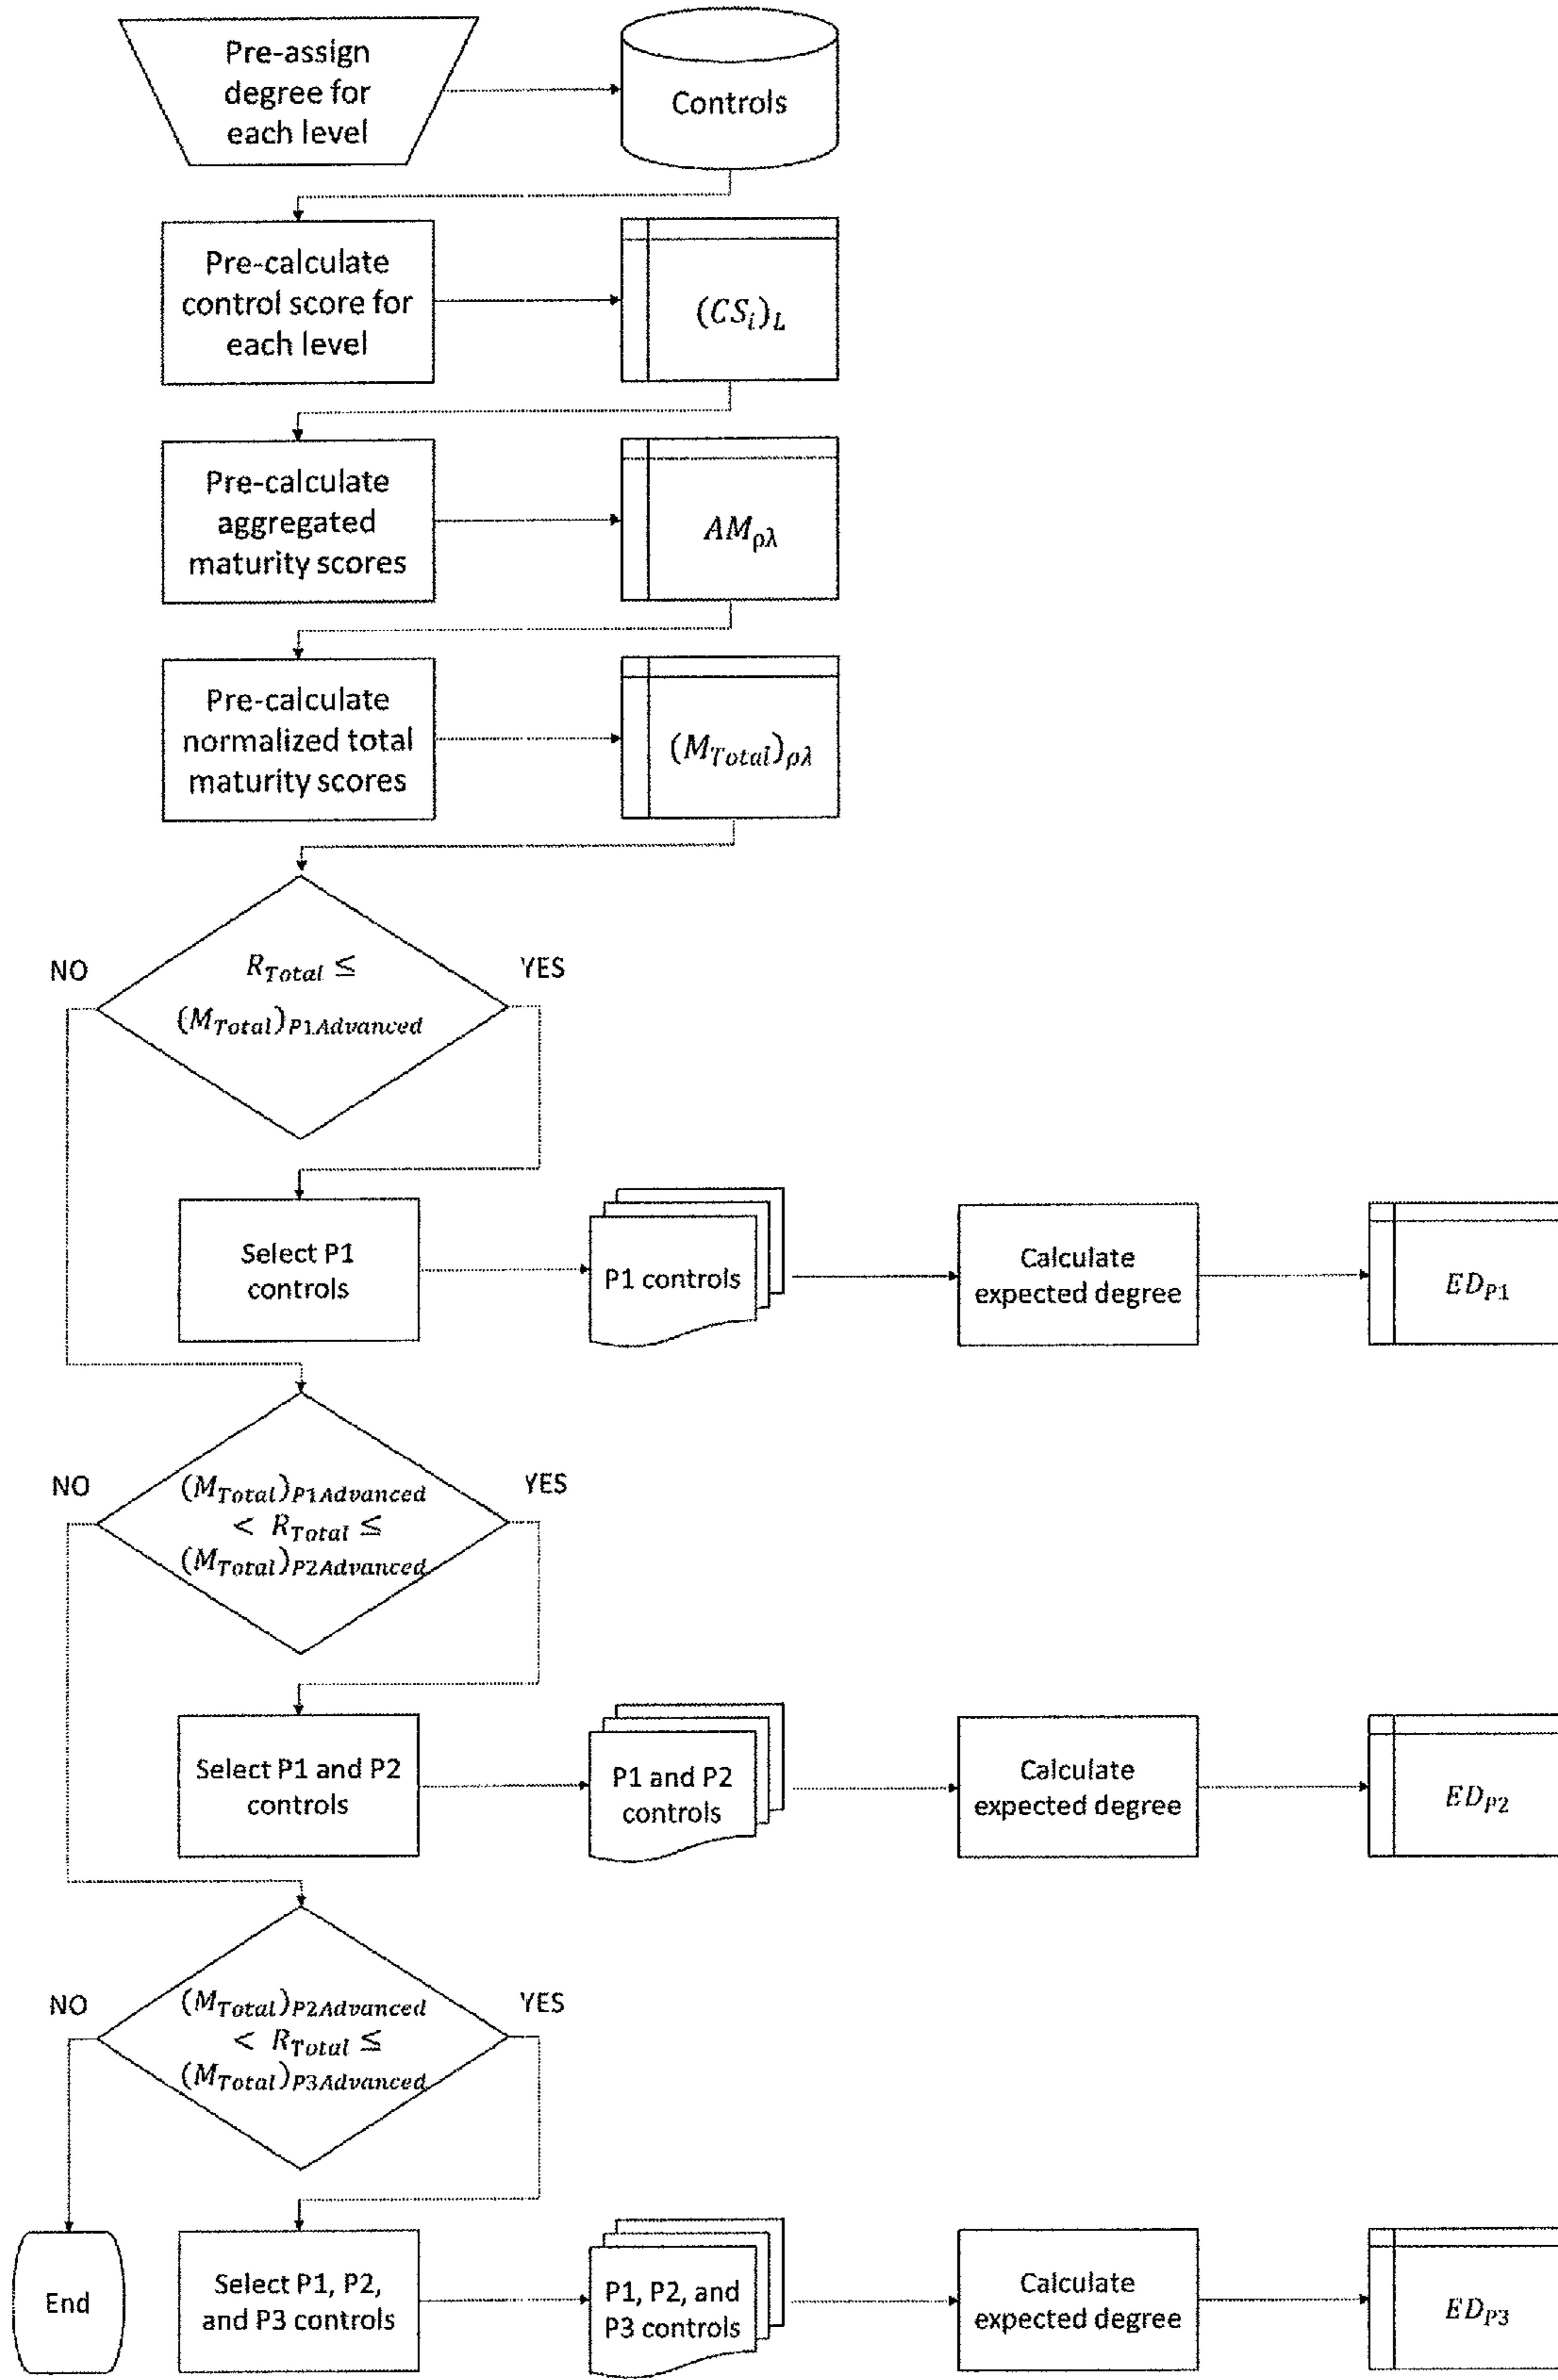 Pre-assign
degree for
each level
Controls
Pre-calculate
control score for
each level
(CS_i)_L
Pre-calculate
aggregated
maturity scores
AM_ρλ
Pre-calculate
normalized total
maturity scores
(M_Total)_ρλ
NO
R_Total ≤
(M_Total)_P1Advanced
YES
Select P1
controls
P1 controls
Calculate
expected degree
ED_P1
NO
(M_Total)_P1Advanced
< R_Total ≤
(M_Total)_P2Advanced
YES
Select P1 and P2
controls
P1 and P2
controls
Calculate
expected degree
ED_P2
NO
(M_Total)_P2Advanced
< R_Total ≤
(M_Total)_P3Advanced
YES
End
Select P1, P2,
and P3 controls
P1, P2, and
P3 controls
Calculate
expected degree
ED_P3